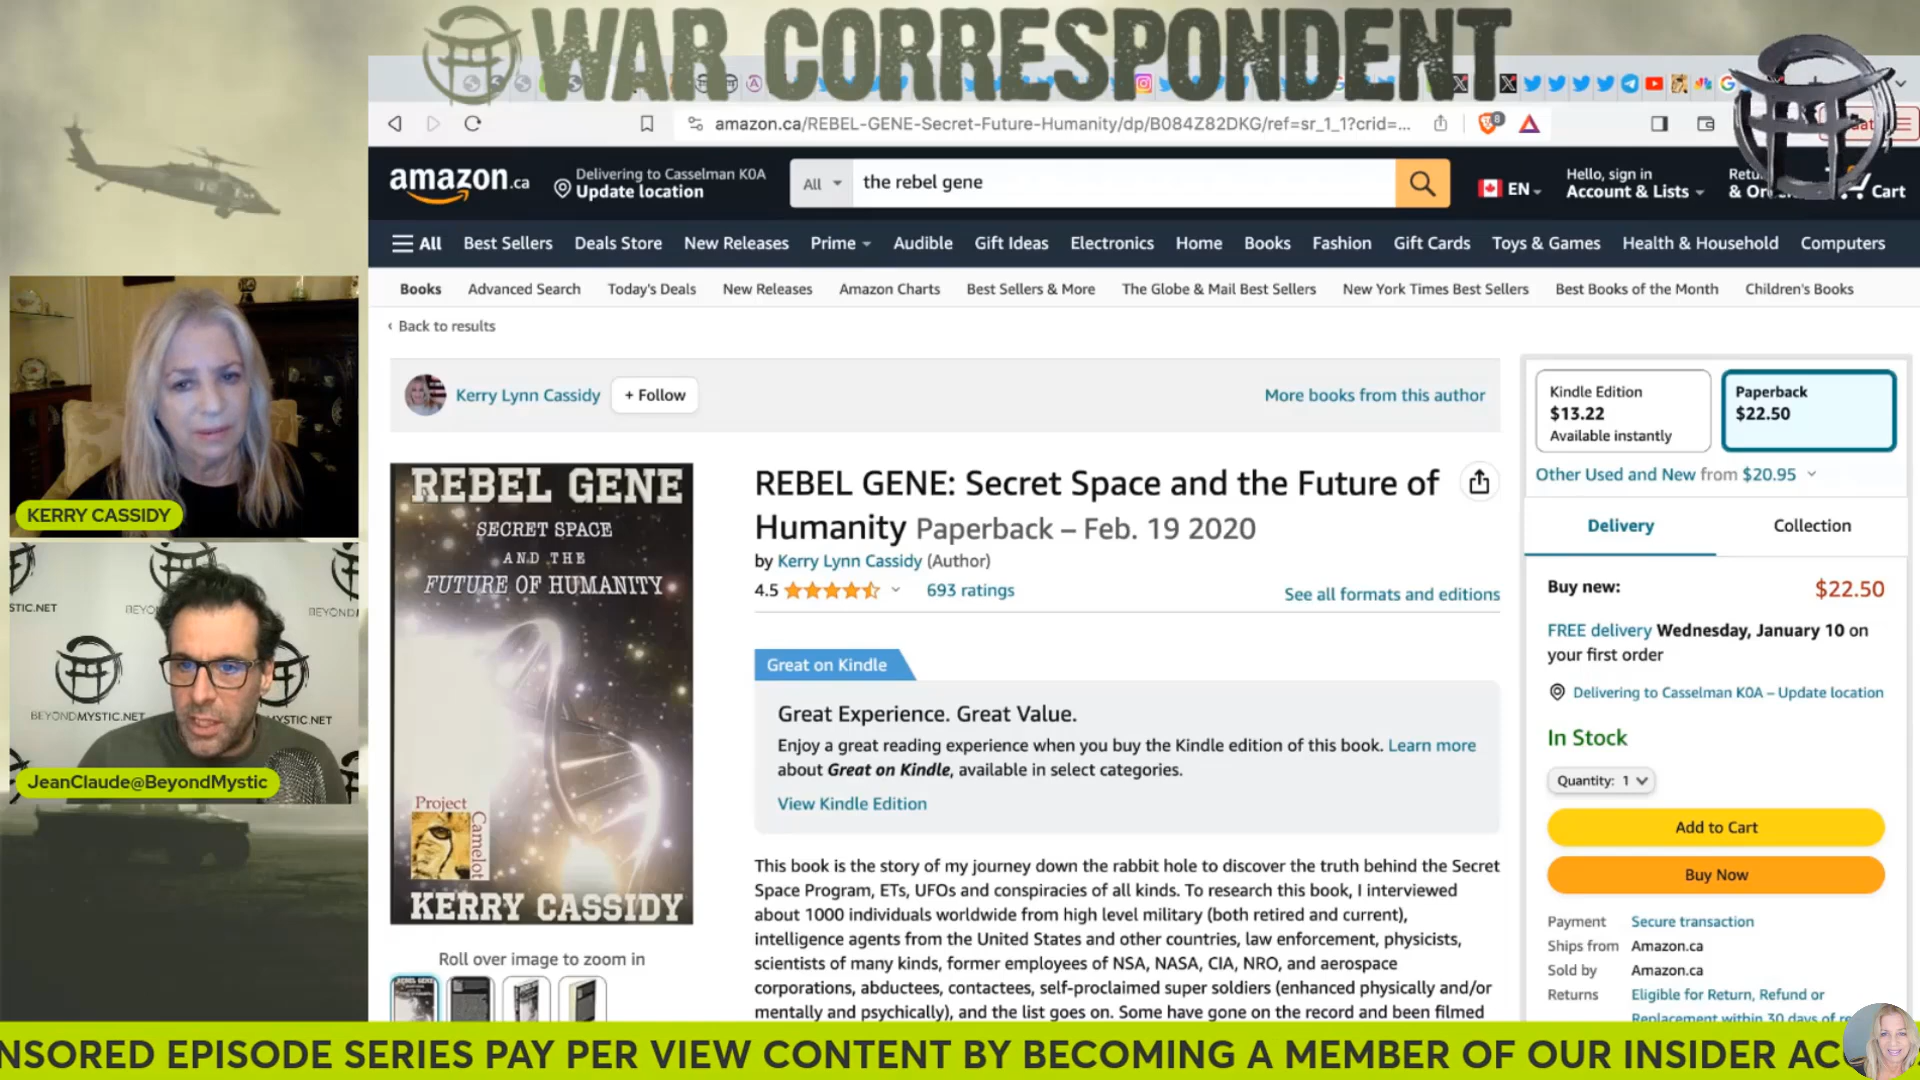 WAR CORRESPONDENT
amazon.ca/REBEL-GENE-Secret-Future-Humanity/dp/B084Z82DKG/ref=sr_1_1?crid=...
8
amazon.ca
Delivering to Casselman K0A
Update location
All
the rebel gene
EN
Hello, sign in
Account & Lists
Cart
All
Best Sellers
Deals Store
New Releases
Prime
Audible
Gift Ideas
Electronics
Home
Books
Fashion
Gift Cards
Toys & Games
Health & Household
Computers
Books
Advanced Search
Today's Deals
New Releases
Amazon Charts
Best Sellers & More
The Globe & Mail Best Sellers
New York Times Best Sellers
Best Books of the Month
Children's Books
‹ Back to results
Kerry Lynn Cassidy
+ Follow
More books from this author
REBEL GENE
SECRET SPACE
AND THE
FUTURE OF HUMANITY
Project
Camelot
KERRY CASSIDY
Roll over image to zoom in
REBEL GENE: Secret Space and the Future of
Humanity Paperback – Feb. 19 2020
by Kerry Lynn Cassidy (Author)
4.5
693 ratings
See all formats and editions
Great on Kindle
Great Experience. Great Value.
Enjoy a great reading experience when you buy the Kindle edition of this book. Learn more
about Great on Kindle, available in select categories.
View Kindle Edition
This book is the story of my journey down the rabbit hole to discover the truth behind the Secret
Space Program, ETs, UFOs and conspiracies of all kinds. To research this book, I interviewed
about 1000 individuals worldwide from high level military (both retired and current),
intelligence agents from the United States and other countries, law enforcement, physicists,
scientists of many kinds, former employees of NSA, NASA, CIA, NRO, and aerospace
corporations, abductees, contactees, self-proclaimed super soldiers (enhanced physically and/or
mentally and psychically), and the list goes on. Some have gone on the record and been filmed
Kindle Edition
$13.22
Available instantly
Paperback
$22.50
Other Used and New from $20.95
Delivery
Collection
Buy new:
$22.50
FREE delivery Wednesday, January 10 on
your first order
Delivering to Casselman K0A – Update location
In Stock
Quantity: 1
Add to Cart
Buy Now
Payment
Secure transaction
Ships from
Amazon.ca
Sold by
Amazon.ca
Returns
Eligible for Return, Refund or
Replacement within 30 days of
KERRY CASSIDY
BEYONDMYSTIC.NET
JeanClaude@BeyondMystic
NSORED EPISODE SERIES PAY PER VIEW CONTENT BY BECOMING A MEMBER OF OUR INSIDER AC